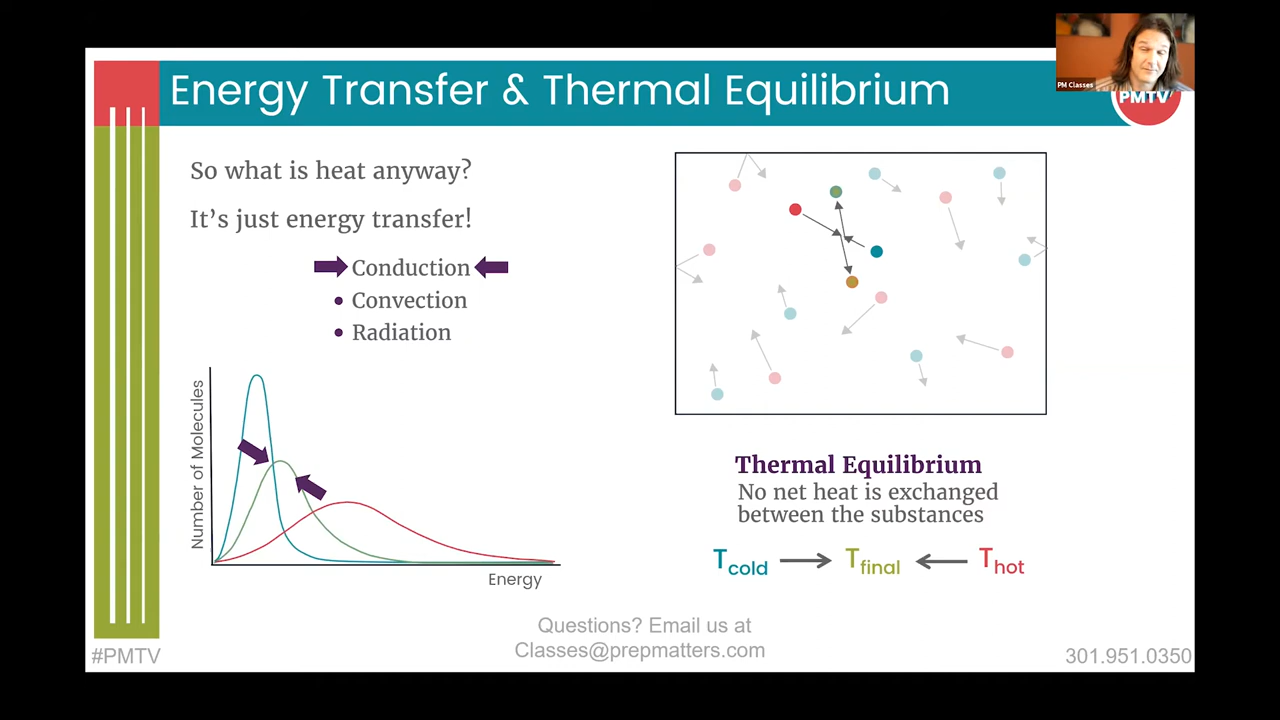 Energy Transfer & Thermal Equilibrium
PM Classes
PMTV
So what is heat anyway?
It's just energy transfer!
Conduction
• Convection
• Radiation
Number of Molecules
Energy
Thermal Equilibrium
No net heat is exchanged
between the substances
Tcold
Tfinal
Thot
Questions? Email us at
Classes@prepmatters.com
#PMTV
301.951.0350